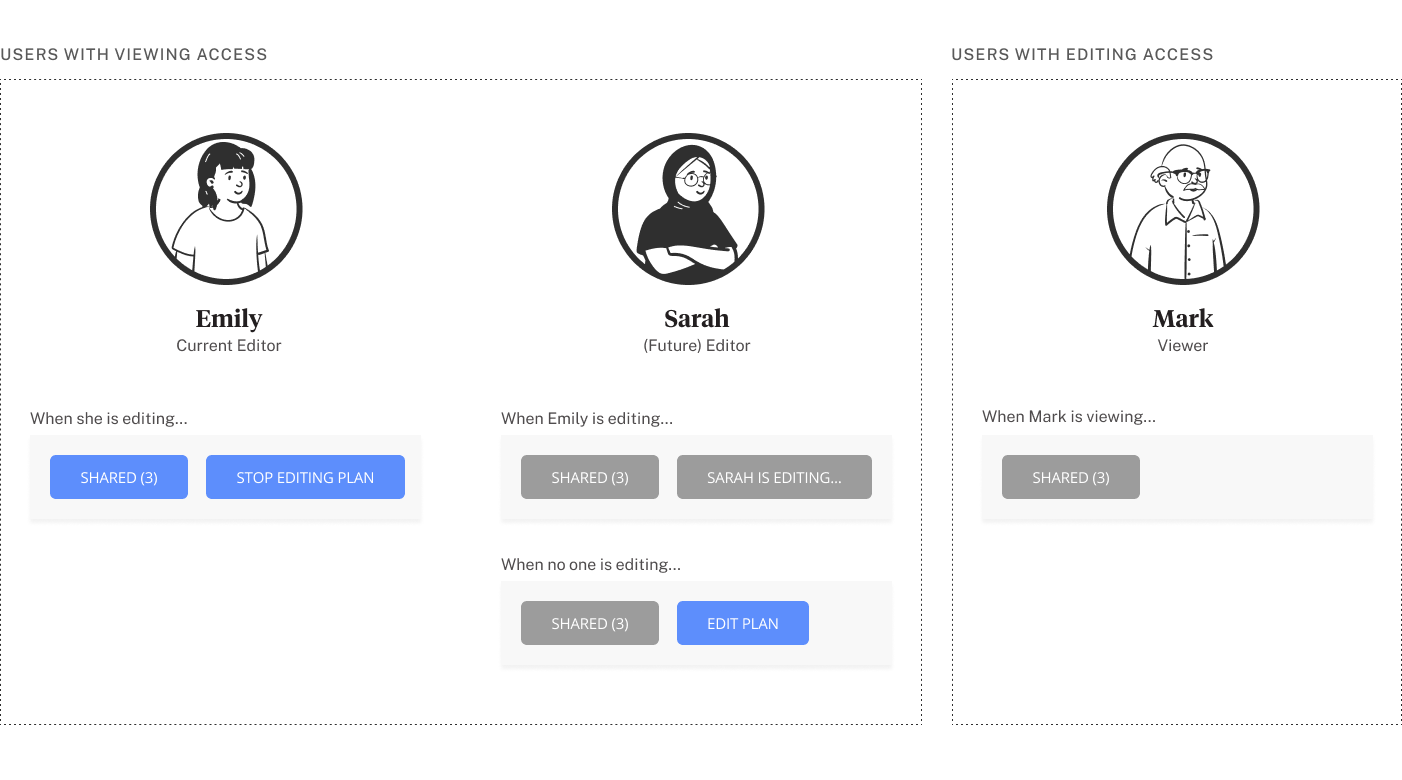 USERS WITH VIEWING ACCESS
Emily
Current Editor
When she is editing...
SHARED (3)
STOP EDITING PLAN
Sarah
(Future) Editor
When Emily is editing...
SHARED (3)
SARAH IS EDITING...
When no one is editing...
SHARED (3)
EDIT PLAN
USERS WITH EDITING ACCESS
Mark
Viewer
When Mark is viewing...
SHARED (3)